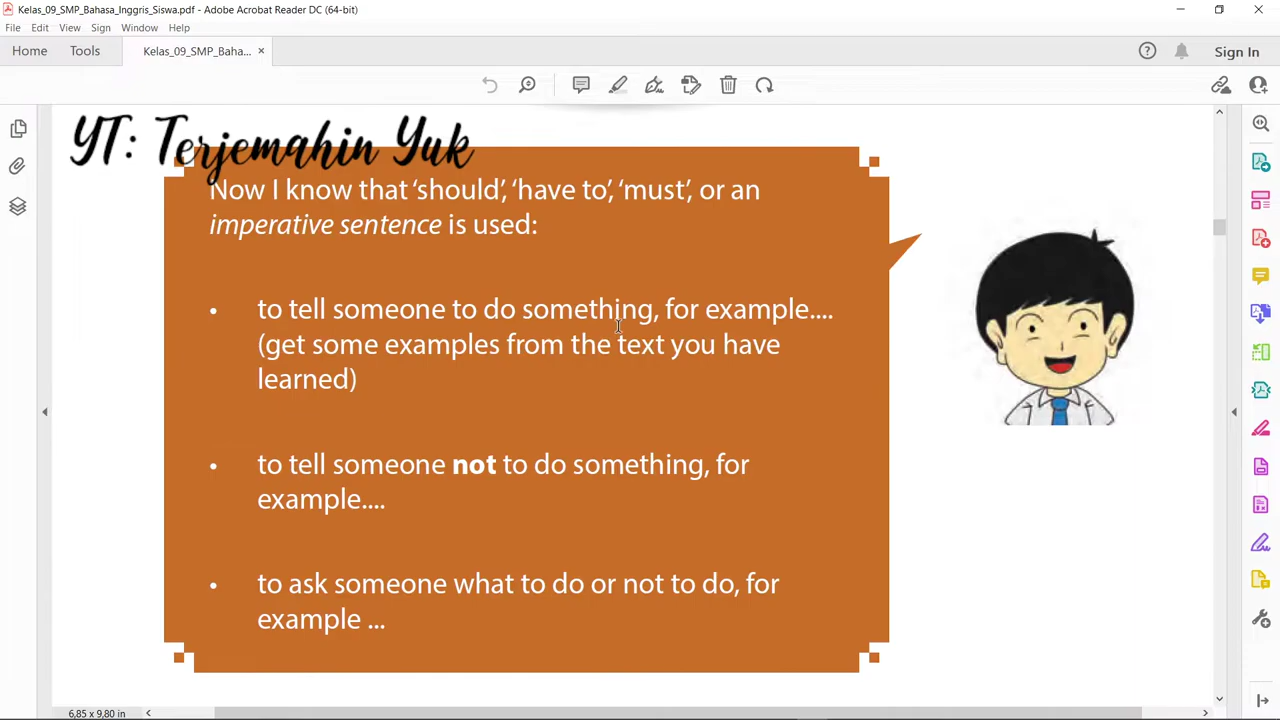 Kelas_09_SMP_Bahasa_Inggris_Siswa.pdf - Adobe Acrobat Reader DC (64-bit)
File Edit View Sign Window Help
Home Tools Kelas_09_SMP_Baha... × Sign In
YT: Terjemahin Yuk
Now I know that ‘should’, ‘have to’, ‘must’, or an
imperative sentence is used:
• to tell someone to do something, for example....
(get some examples from the text you have
learned)
• to tell someone not to do something, for
example....
• to ask someone what to do or not to do, for
example ...
6,85 x 9,80 in